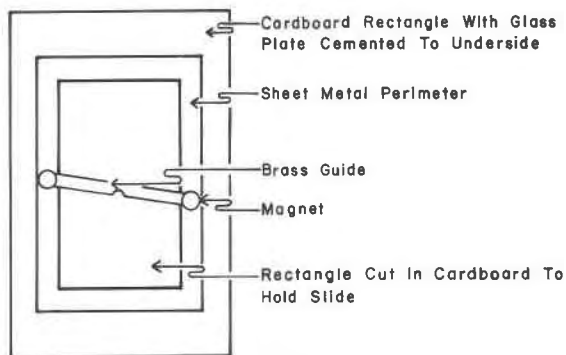 Cardboard Rectangle With Glass
Plate Cemented To Underside
Sheet Metal Perimeter
Brass Guide
Magnet
Rectangle Cut In Cardboard To
Hold Slide